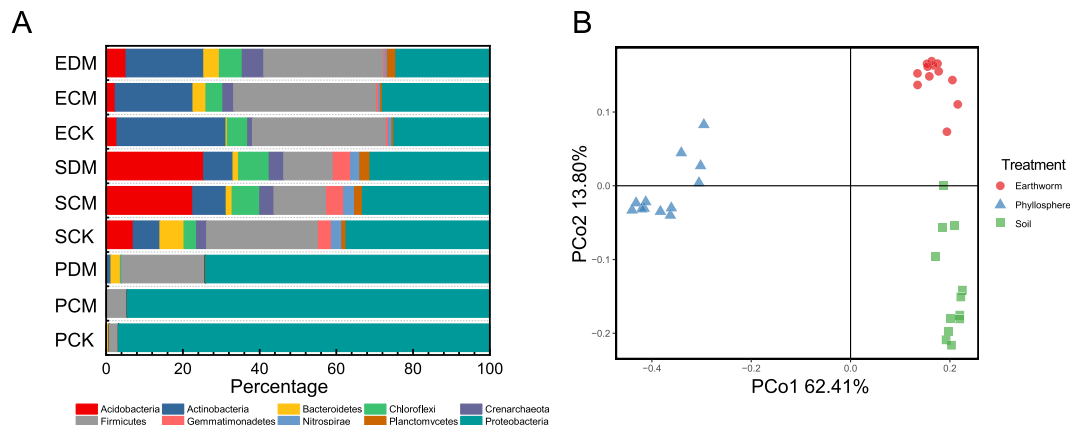 A
EDM
ECM
ECK
SDM
SCM
SCK
PDM
PCM
PCK
0 20 40 60 80 100
Percentage
Acidobacteria Actinobacteria Bacteroidetes Chloroflexi Crenarchaeota
Firmicutes Gemmatimonadetes Nitrospirae Planctomycetes Proteobacteria
B
PCo2 13.80%
0.1
0.0
−0.1
−0.2
−0.4 −0.2 0.0 0.2
PCo1 62.41%
Treatment
Earthworm
Phyllosphere
Soil